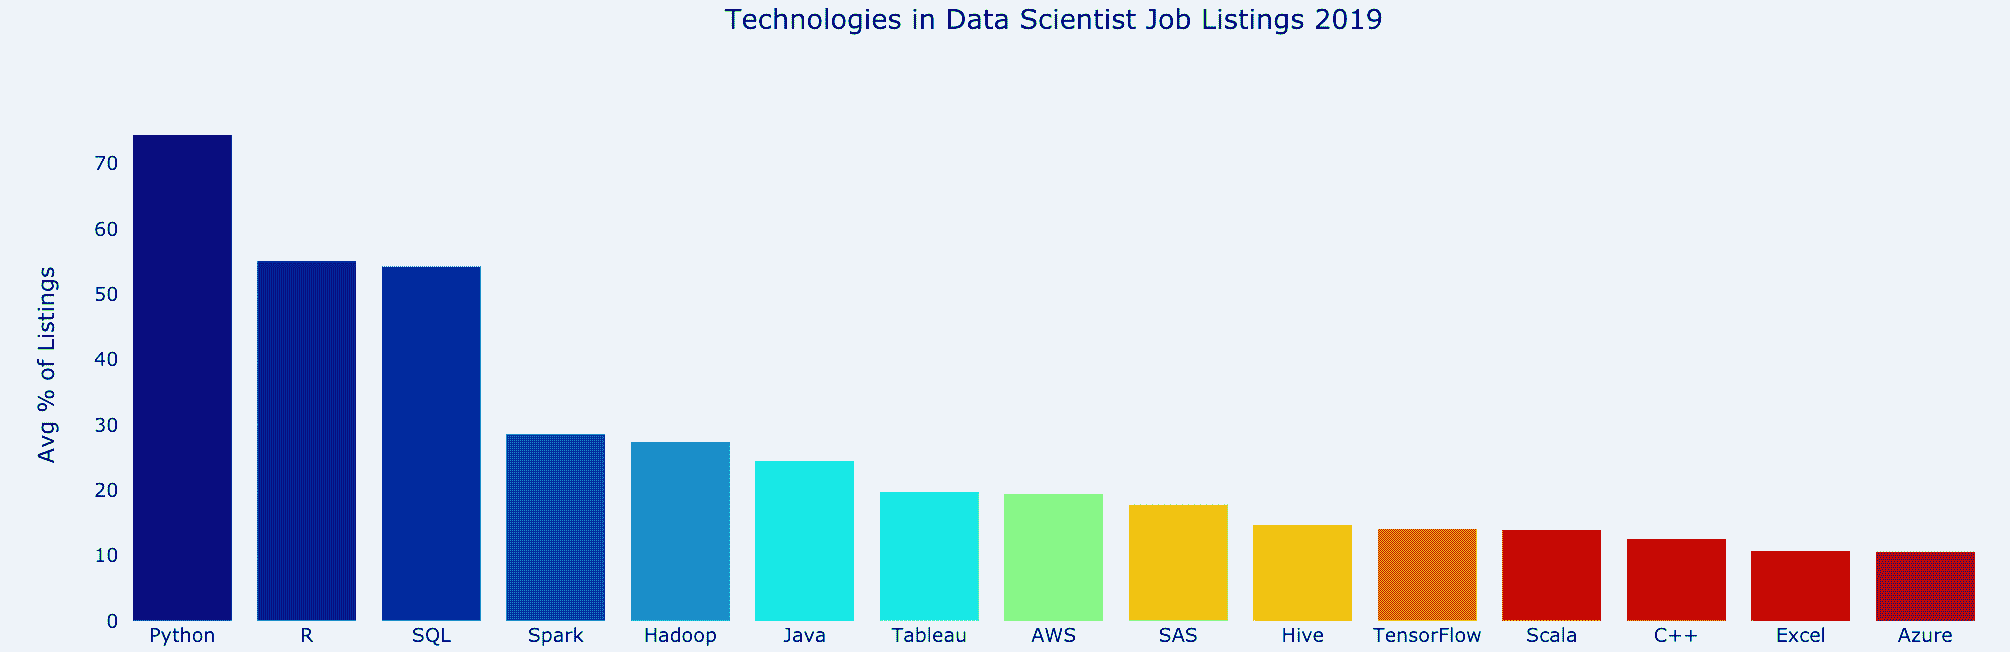 Technologies in Data Scientist Job Listings 2019
Avg % of Listings
70
60
50
40
30
20
10
0
Python R SQL Spark Hadoop Java Tableau AWS SAS Hive TensorFlow Scala C++ Excel Azure